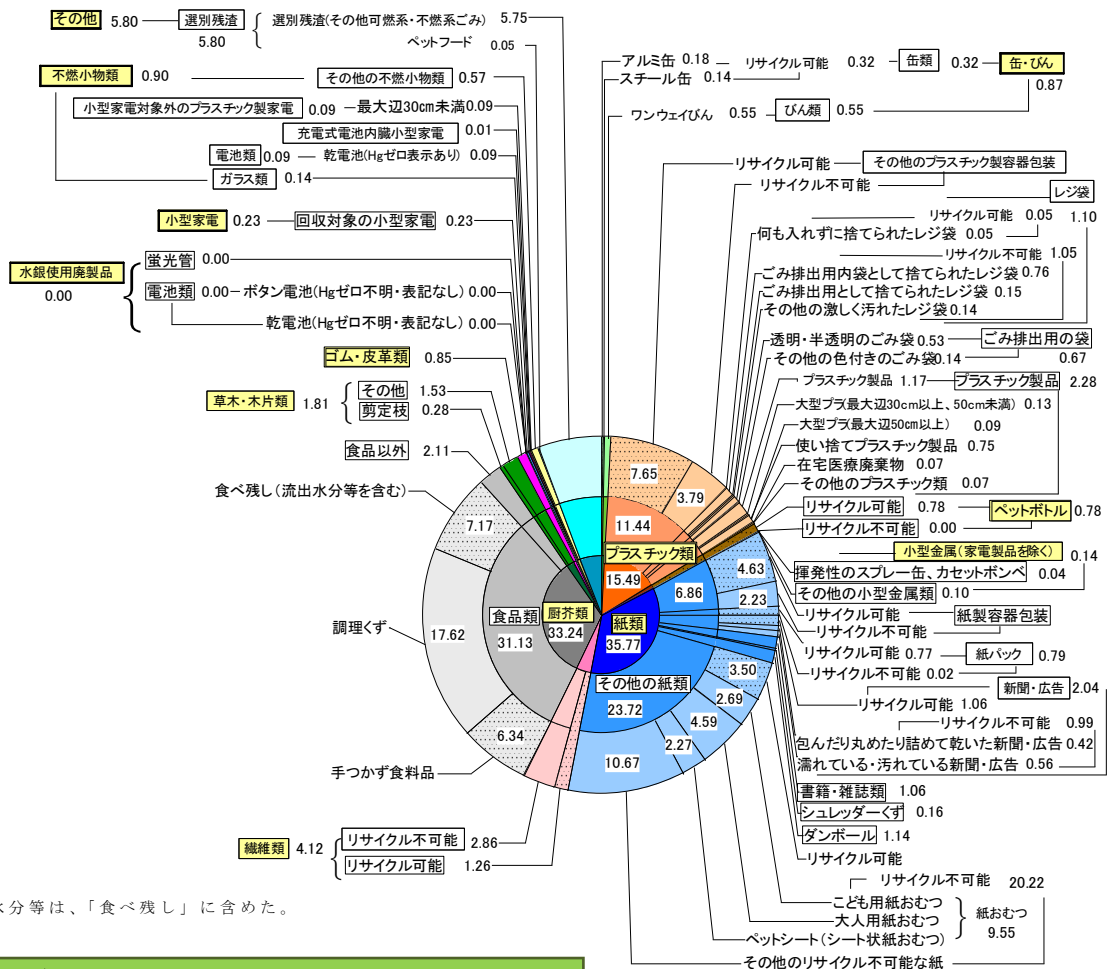 その他 5.80 選別残渣 5.80 選別残渣(その他可燃系・不燃系ごみ) 5.75
ペットフード 0.05
不燃小物類 0.90 その他の不燃小物類 0.57
小型家電対象外のプラスチック製家電 0.09 最大辺30cm未満 0.09
充電式電池内臓小型家電 0.01
電池類 0.09 乾電池(Hgゼロ表示あり) 0.09
ガラス類 0.14
小型家電 0.23 回収対象の小型家電 0.23
水銀使用廃製品 0.00
蛍光管 0.00
電池類 0.00 ボタン電池(Hgゼロ不明・表記なし) 0.00
乾電池(Hgゼロ不明・表記なし) 0.00
ゴム・皮革類 0.85
草木・木片類 1.81 その他 1.53
剪定枝 0.28
食品以外 2.11
食べ残し(流出水分等を含む)
調理くず
手つかず食料品
繊維類 4.12 リサイクル不可能 2.86
リサイクル可能 1.26
アルミ缶 0.18 リサイクル可能 0.32 缶類 0.32 缶・びん 0.87
スチール缶 0.14
ワンウェイびん 0.55 びん類 0.55
リサイクル可能 その他のプラスチック製容器包装
リサイクル不可能
レジ袋 1.10
リサイクル可能 0.05
何も入れずに捨てられたレジ袋 0.05
リサイクル不可能 1.05
ごみ排出用内袋として捨てられたレジ袋 0.76
ごみ排出用として捨てられたレジ袋 0.15
その他の激しく汚れたレジ袋 0.14
透明・半透明のごみ袋 0.53 ごみ排出用の袋 0.67
その他の色付きのごみ袋 0.14
プラスチック製品 1.17 プラスチック製品 2.28
大型プラ(最大辺30cm以上、50cm未満) 0.13
大型プラ(最大辺50cm以上) 0.09
使い捨てプラスチック製品 0.75
在宅医療廃棄物 0.07
その他のプラスチック類 0.07
リサイクル可能 0.78 ペットボトル 0.78
リサイクル不可能 0.00
小型金属(家電製品を除く) 0.14
揮発性のスプレー缶、カセットボンベ 0.04
その他の小型金属類 0.10
リサイクル可能 紙製容器包装
リサイクル不可能
リサイクル可能 0.77 紙パック 0.79
リサイクル不可能 0.02
新聞・広告 2.04
リサイクル可能 1.06
リサイクル不可能 0.99
包んだり丸めたり詰めて乾いた新聞・広告 0.42
濡れている・汚れている新聞・広告 0.56
書籍・雑誌類 1.06
シュレッダーくず 0.16
ダンボール 1.14
リサイクル可能
リサイクル不可能 20.22
こども用紙おむつ
大人用紙おむつ
ペットシート(シート状紙おむつ)
紙おむつ 9.55
その他のリサイクル不可能な紙
7.65
3.79
11.44
プラスチック類
15.49
4.63
6.86
2.23
紙類
35.77
その他の紙類
23.72
3.50
2.69
4.59
2.27
10.67
厨芥類
33.24
食品類
31.13
7.17
17.62
6.34
水分等は、「食べ残し」に含めた。